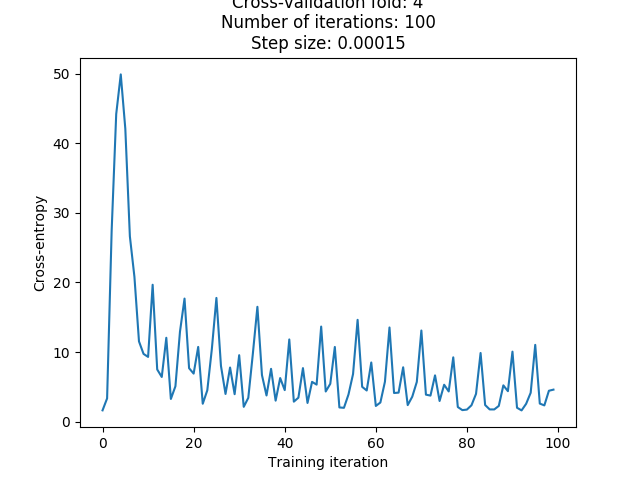 Cross-validation fold: 4
Number of iterations: 100
Step size: 0.00015
50
40
30
20
10
0
Cross-entropy
0 20 40 60 80 100
Training iteration